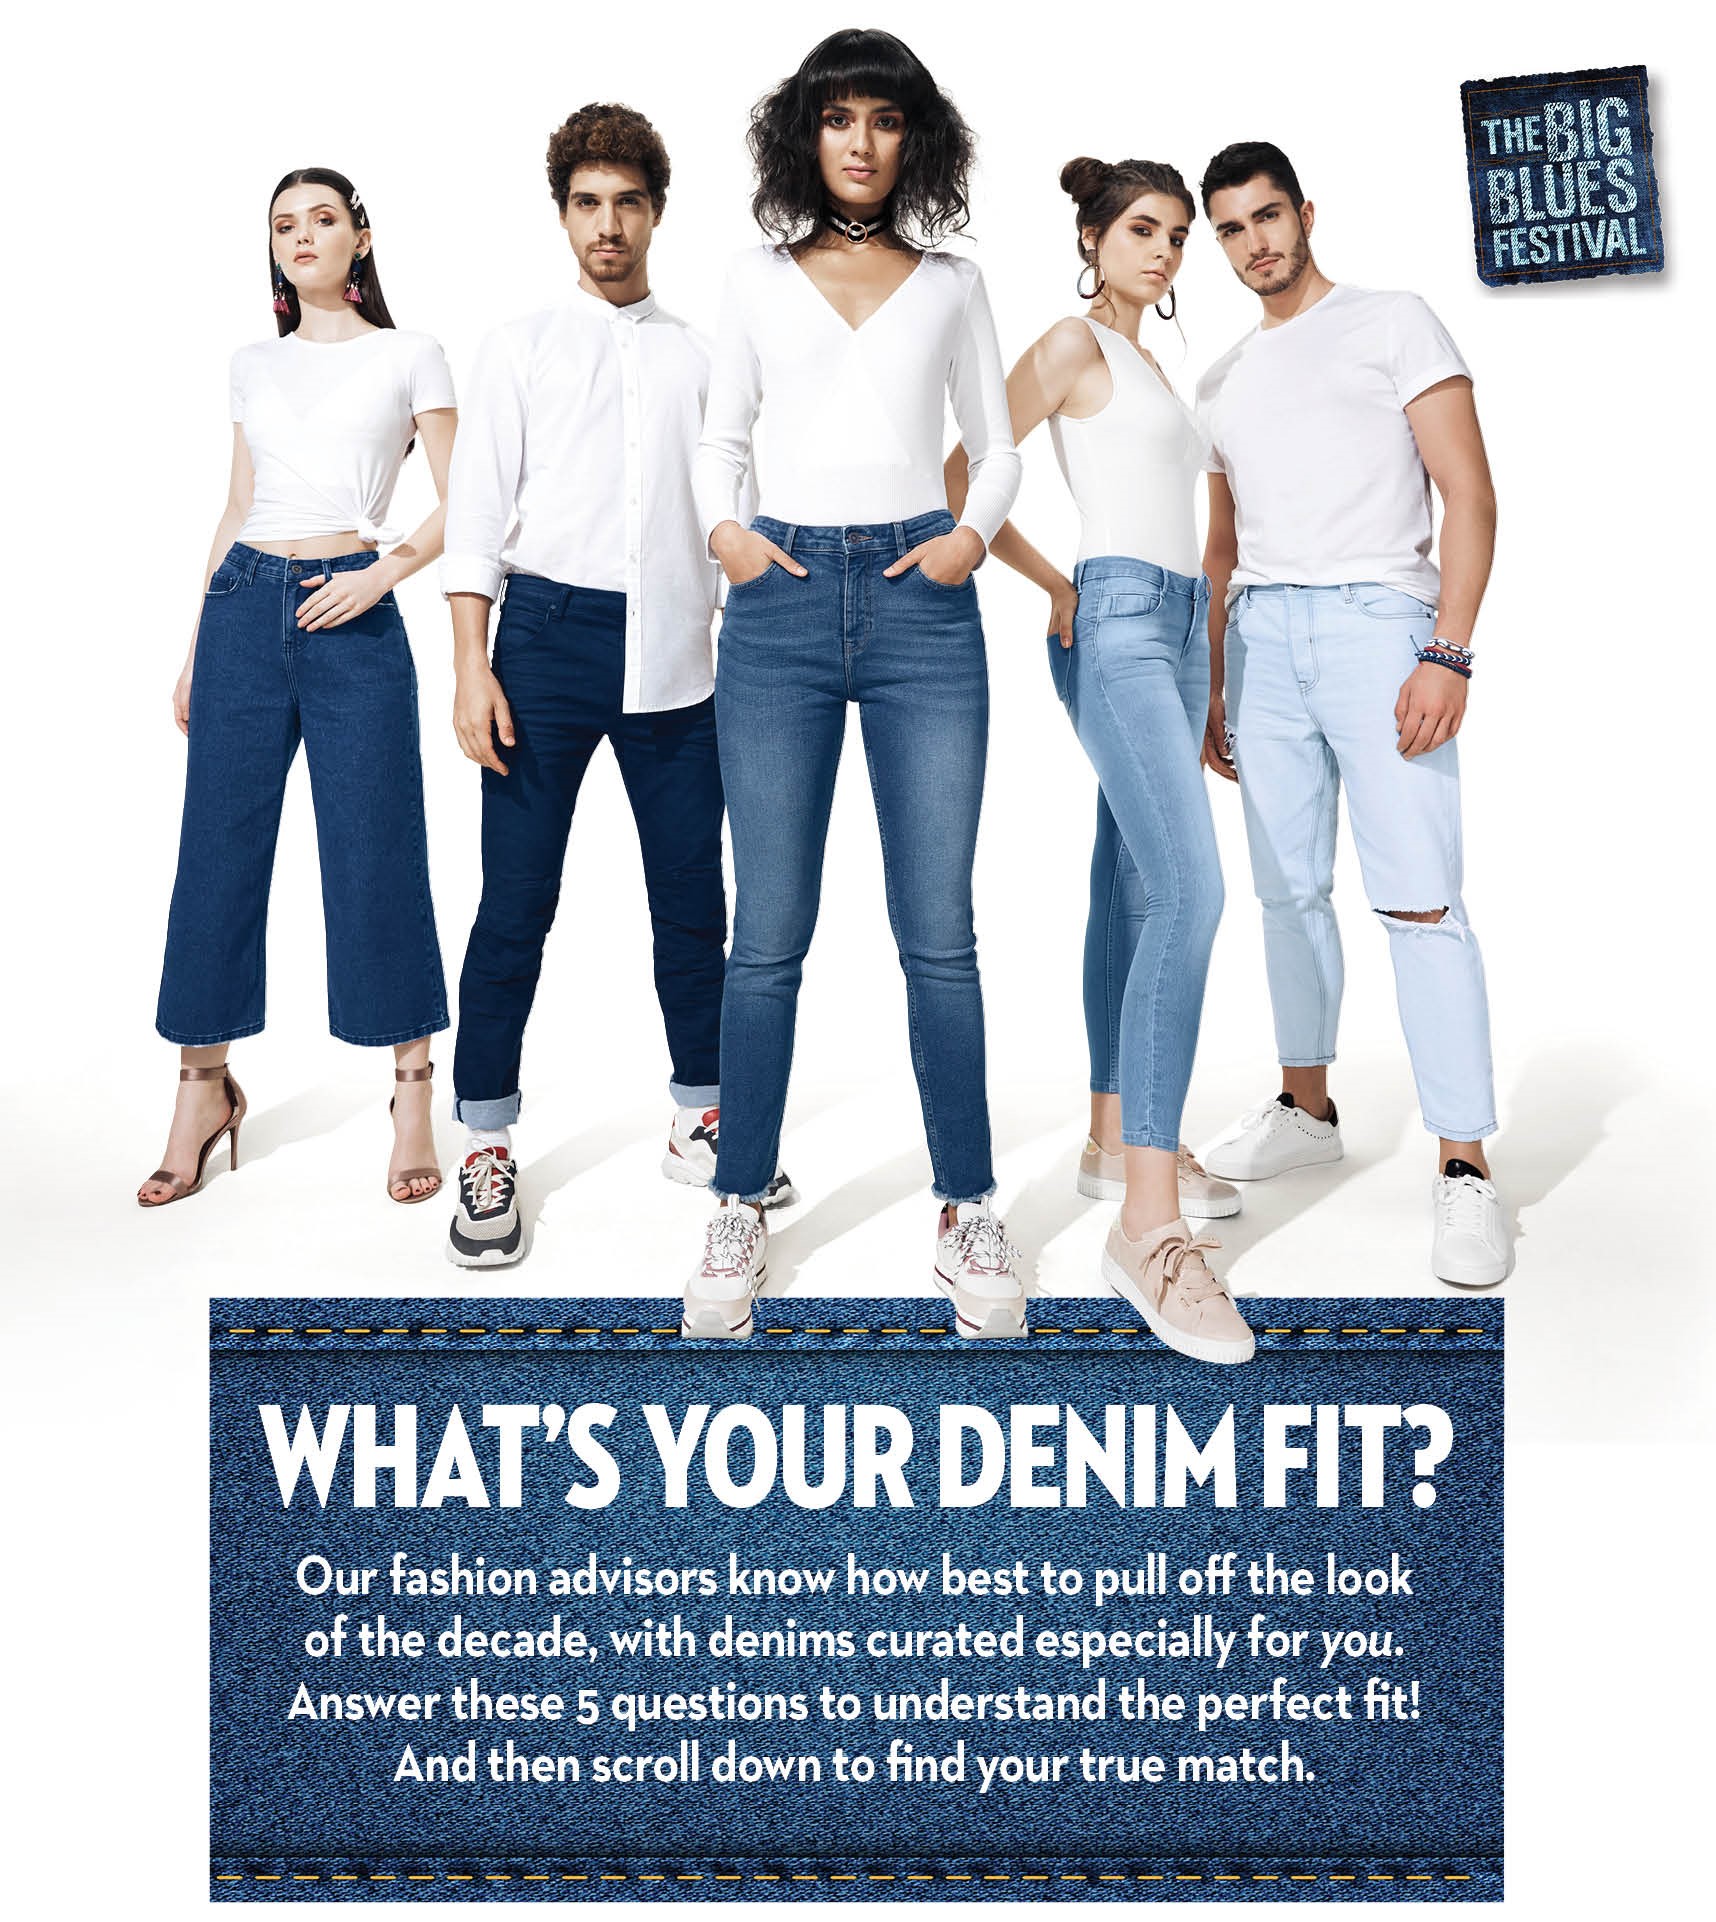 THE BIG
BLUES
FESTIVAL
WHAT'S YOUR DENIM FIT?
Our fashion advisors know how best to pull off the look
of the decade, with denims curated especially for you.
Answer these 5 questions to understand the perfect fit!
And then scroll down to find your true match.